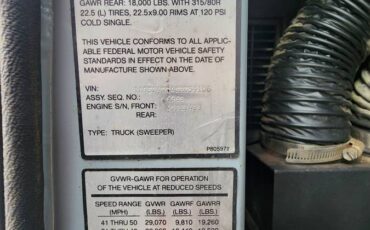 GAWR REAR: 18,000 LBS. WITH 315/80R
22.5 (L) TIRES, 22.5x9.00 RIMS AT 120 PSI
COLD SINGLE.
THIS VEHICLE CONFORMS TO ALL APPLIC-
ABLE FEDERAL MOTOR VEHICLE SAFETY
STANDARDS IN EFFECT ON THE DATE OF
MANUFACTURE SHOWN ABOVE.
VIN:
ASSY. SEQ. NO.:
ENGINE S/N, FRONT:
REAR:
TYPE: TRUCK (SWEEPER)
P805972
GVWR-GAWR FOR OPERATION
OF THE VEHICLE AT REDUCED SPEEDS
SPEED RANGE GVWR GAWRF GAWRR
(MPH) (LBS.) (LBS.) (LBS.)
41 THRU 50 29,070 9,810 19,260